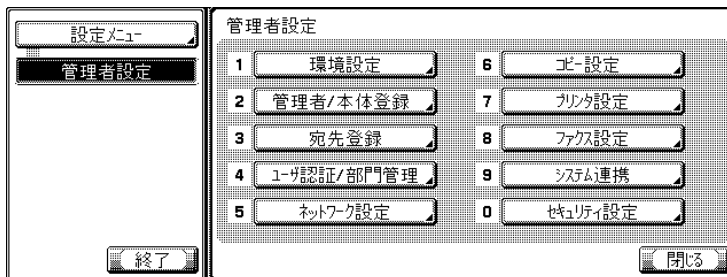 設定メニュー
管理者設定
終了
管理者設定
1 環境設定
2 管理者/本体登録
3 宛先登録
4 ユーザ認証/部門管理
5 ネットワーク設定
6 コピー設定
7 プリンタ設定
8 ファクス設定
9 システム連携
0 セキュリティ設定
閉じる